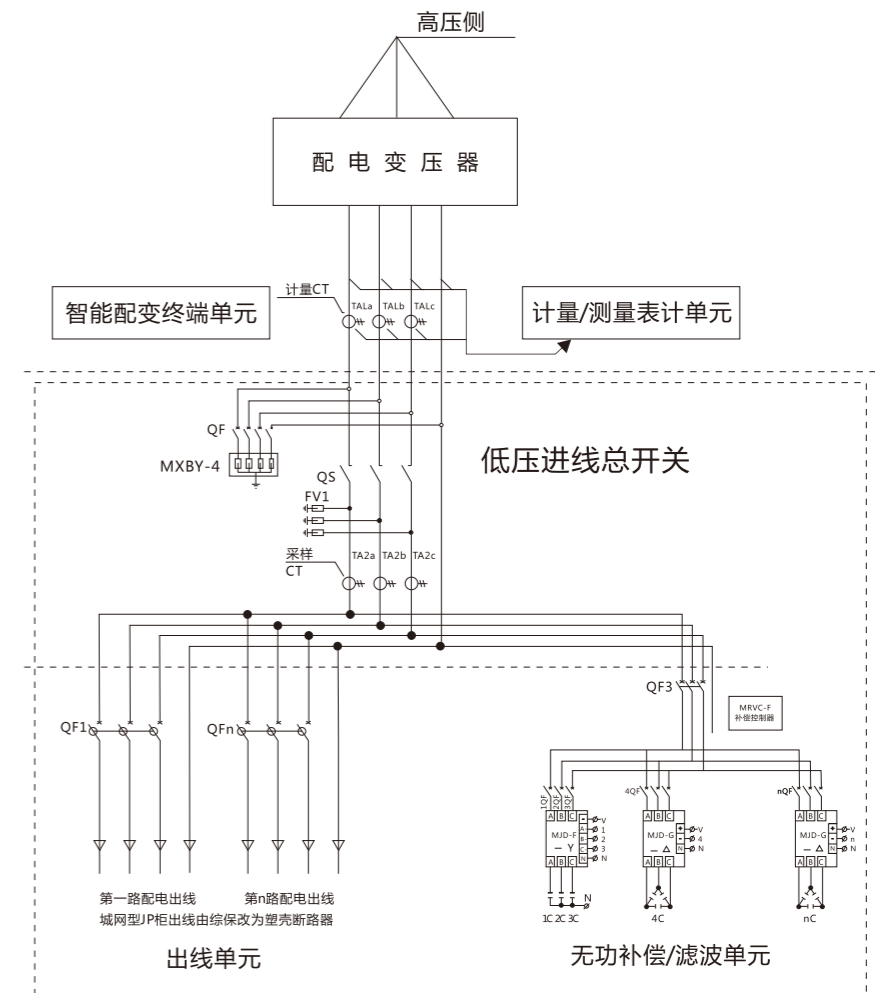 高压侧
配电变压器
计量CT
TALa TALb TALc
智能配变终端单元
计量/测量表计单元
QF
MXBY-4
低压进线总开关
QS
FV1
采样
CT
TA2a TA2b TA2c
QF3
MRVC-F
补偿控制器
QF1
QFn
1QF 2QF 3QF
4QF
nQF
A B C
MJD-F
Y
A B C
- V
A 1
B 2
C 3
N N
A B C
MJD-G
A B C
+ V
- 4
N N
A B C
MJD-G
A B C
+ V
- n
N N
N
1C 2C 3C
4C
nC
第一路配电出线
第n路配电出线
城网型JP柜出线由综保改为塑壳断路器
出线单元
无功补偿/滤波单元